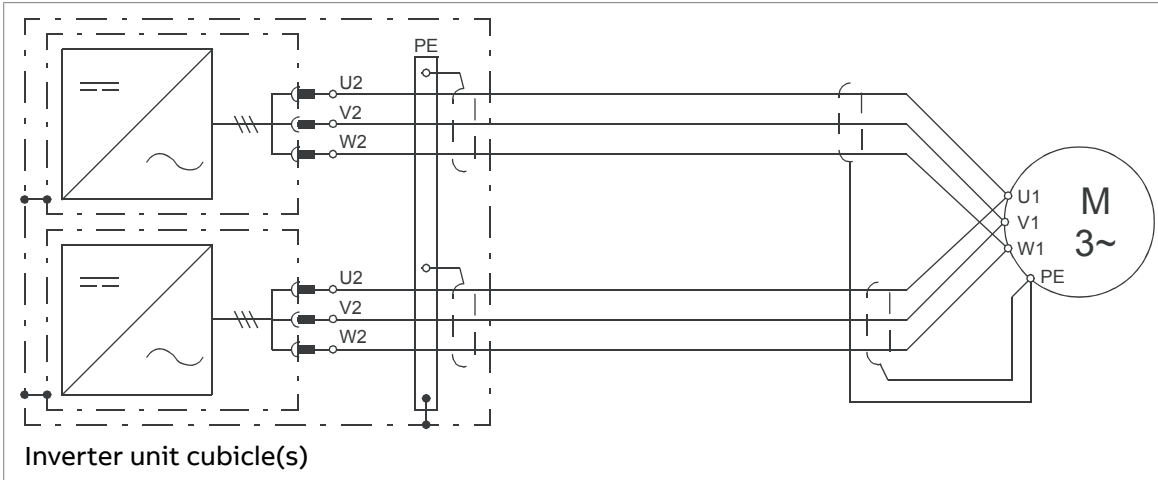 PE
U2
V2
W2
U1
V1
W1
PE
M
3~
U2
V2
W2
Inverter unit cubicle(s)